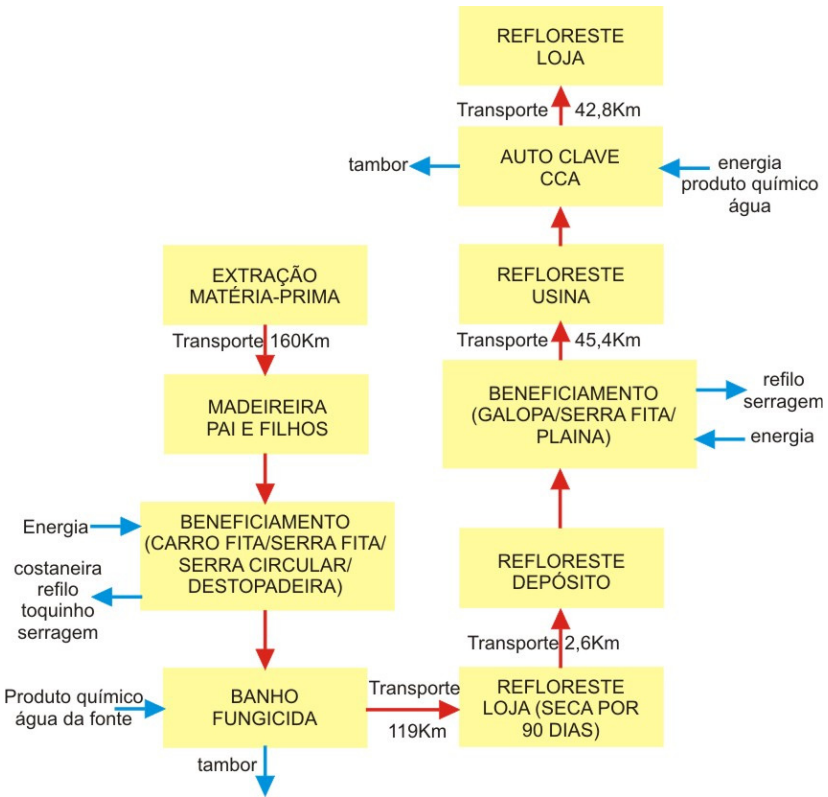 REFLORESTE
LOJA
Transporte 42,8Km
tambor
AUTO CLAVE
CCA
energia
produto químico
água
EXTRAÇÃO
MATÉRIA-PRIMA
REFLORESTE
USINA
Transporte 160Km
Transporte 45,4Km
MADEIREIRA
PAI E FILHOS
BENEFICIAMENTO
(GALOPA/SERRA FITA/
PLAINA)
refilo
serragem
energia
Energia
costaneira
refilo
toquinho
serragem
BENEFICIAMENTO
(CARRO FITA/SERRA FITA/
SERRA CIRCULAR/
DESTOPADEIRA)
REFLORESTE
DEPÓSITO
Transporte 2,6Km
Produto químico
água da fonte
BANHO
FUNGICIDA
Transporte
119Km
REFLORESTE
LOJA (SECA POR
90 DIAS)
tambor